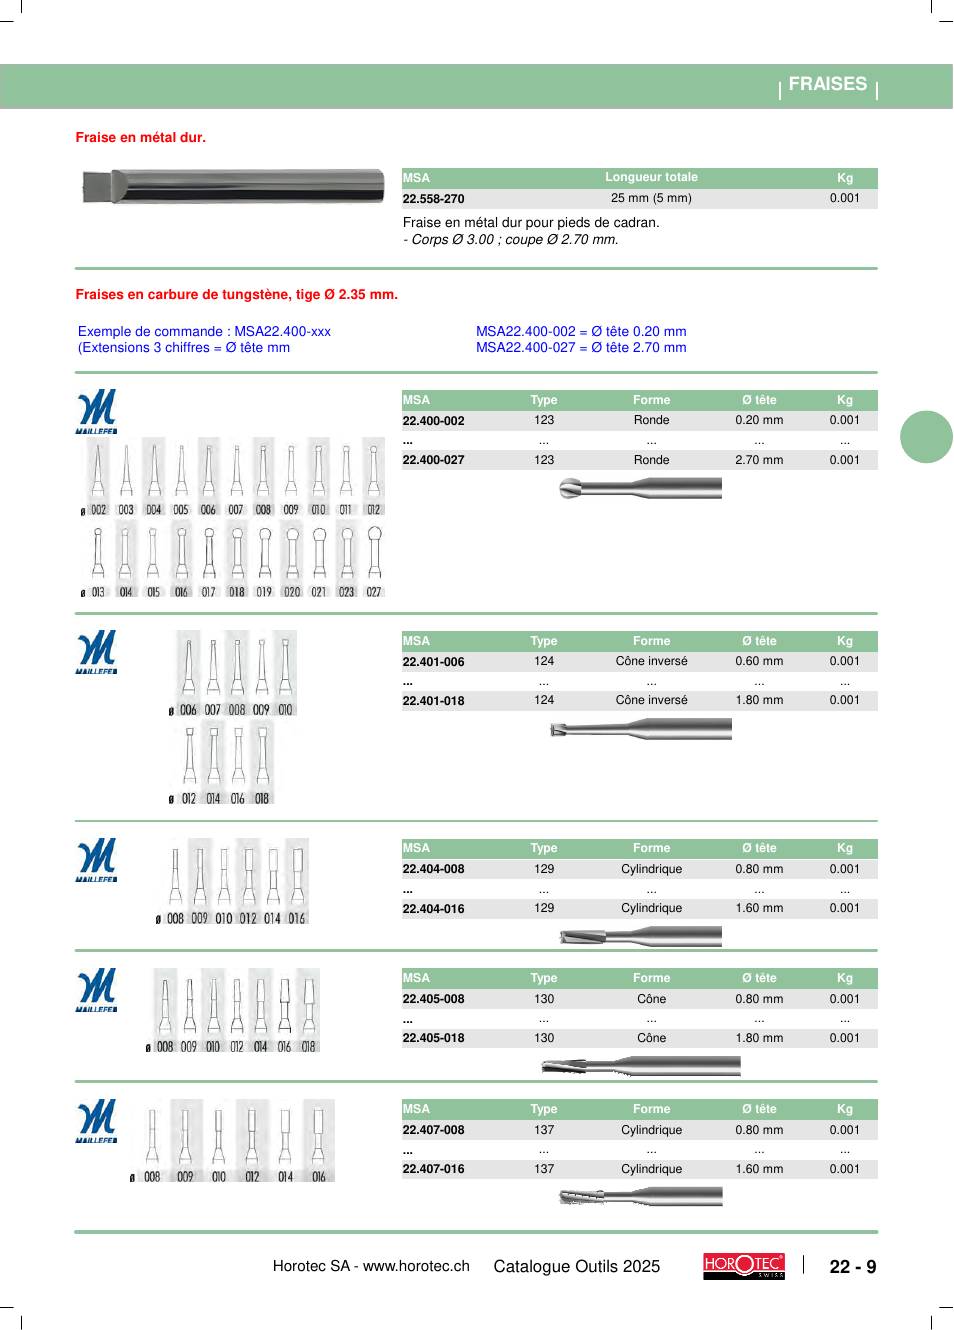 FRAISES
Fraise en métal dur.
MSA Longueur totale Kg
22.558-270 25 mm (5 mm) 0.001
Fraise en métal dur pour pieds de cadran.
- Corps Ø 3.00 ; coupe Ø 2.70 mm.
Fraises en carbure de tungstène, tige Ø 2.35 mm.
Exemple de commande : MSA22.400-xxx MSA22.400-002 = Ø tête 0.20 mm
(Extensions 3 chiffres = Ø tête mm MSA22.400-027 = Ø tête 2.70 mm
MAILLEFER
MSA Type Forme Ø tête Kg
22.400-002 123 Ronde 0.20 mm 0.001
... ... ... ... ...
22.400-027 123 Ronde 2.70 mm 0.001
ø 002 003 004 005 006 007 008 009 010 011 012
ø 013 014 015 016 017 018 019 020 021 023 027
MAILLEFER
MSA Type Forme Ø tête Kg
22.401-006 124 Cône inversé 0.60 mm 0.001
... ... ... ... ...
22.401-018 124 Cône inversé 1.80 mm 0.001
ø 006 007 008 009 010
ø 012 014 016 018
MAILLEFER
MSA Type Forme Ø tête Kg
22.404-008 129 Cylindrique 0.80 mm 0.001
... ... ... ... ...
22.404-016 129 Cylindrique 1.60 mm 0.001
ø 008 009 010 012 014 016
MAILLEFER
MSA Type Forme Ø tête Kg
22.405-008 130 Cône 0.80 mm 0.001
... ... ... ... ...
22.405-018 130 Cône 1.80 mm 0.001
ø 008 009 010 012 014 016 018
MAILLEFER
MSA Type Forme Ø tête Kg
22.407-008 137 Cylindrique 0.80 mm 0.001
... ... ... ... ...
22.407-016 137 Cylindrique 1.60 mm 0.001
ø 008 009 010 012 014 016
Horotec SA - www.horotec.ch Catalogue Outils 2025 HOROTEC® SWISS 22 - 9